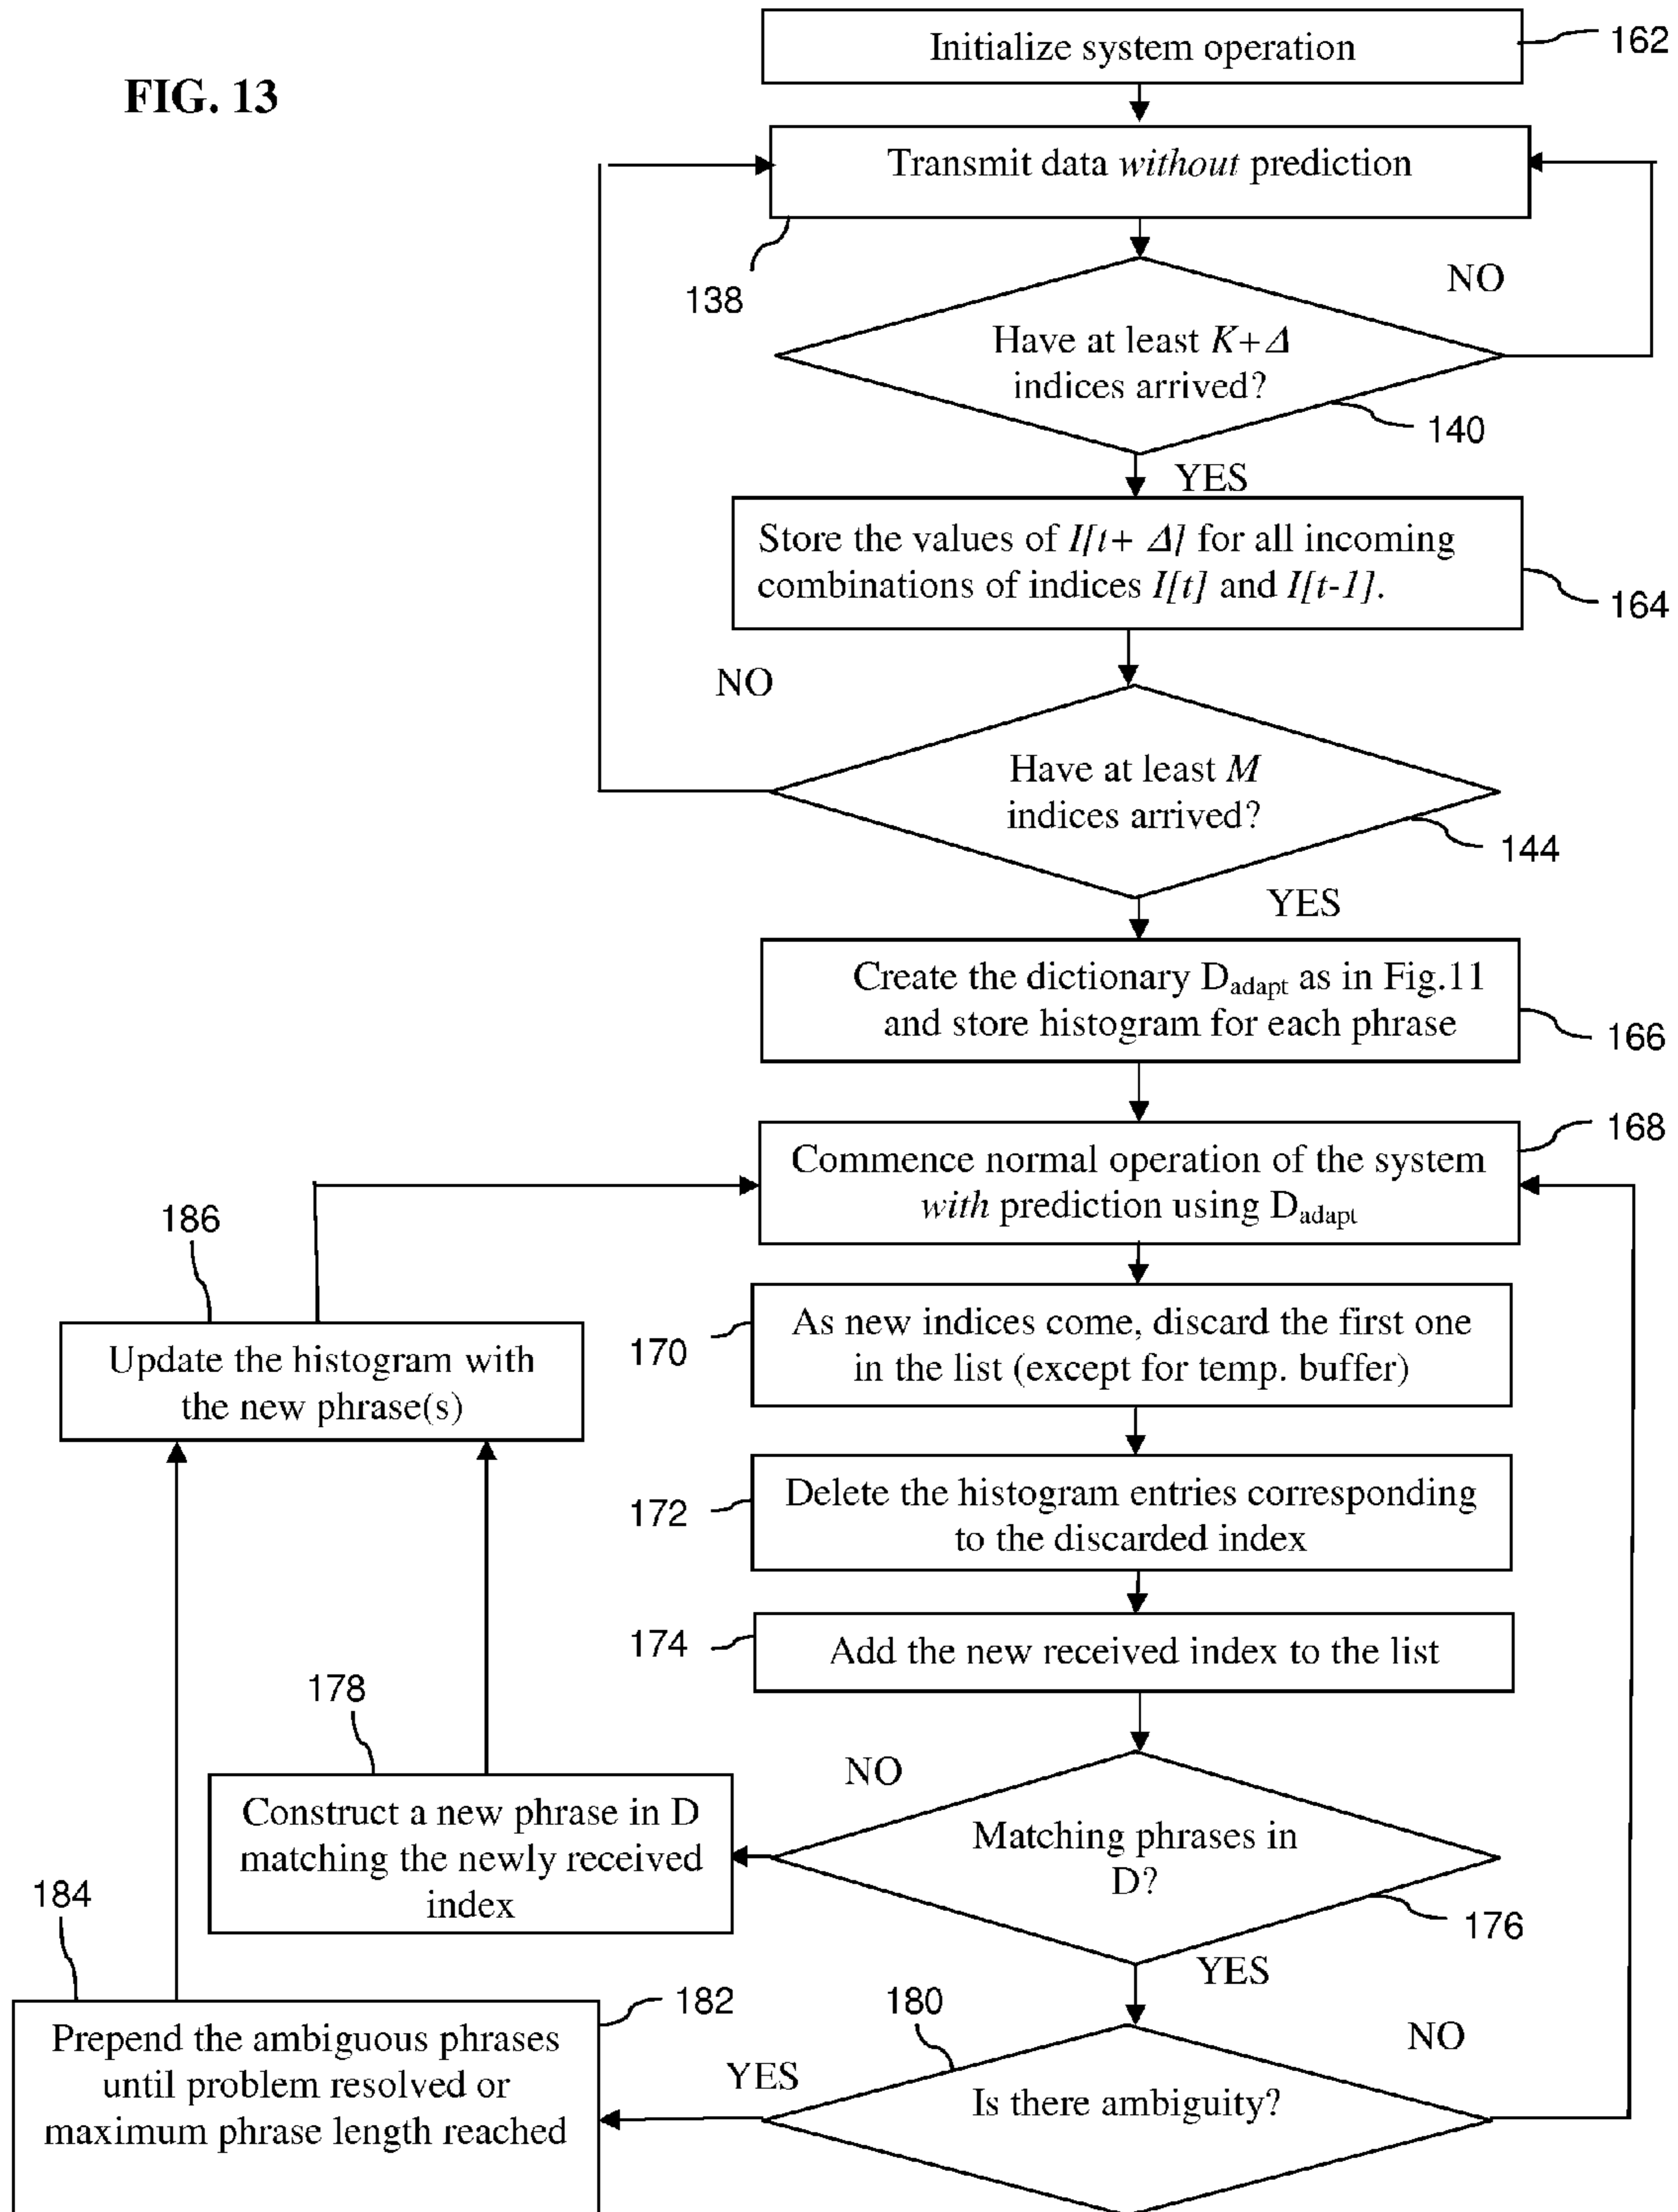 FIG. 13
Initialize system operation
162
Transmit data without prediction
138
NO
Have at least K+Δ
indices arrived?
140
YES
Store the values of I[t+ Δ] for all incoming
combinations of indices I[t] and I[t-1].
164
NO
Have at least M
indices arrived?
144
YES
Create the dictionary Dadapt as in Fig.11
and store histogram for each phrase
166
168
Commence normal operation of the system
with prediction using Dadapt
186
Update the histogram with
the new phrase(s)
170
As new indices come, discard the first one
in the list (except for temp. buffer)
172
Delete the histogram entries corresponding
to the discarded index
174
Add the new received index to the list
178
NO
Construct a new phrase in D
matching the newly received
index
Matching phrases in
D?
176
YES
184
182
180
NO
Prepend the ambiguous phrases
until problem resolved or
maximum phrase length reached
YES
Is there ambiguity?